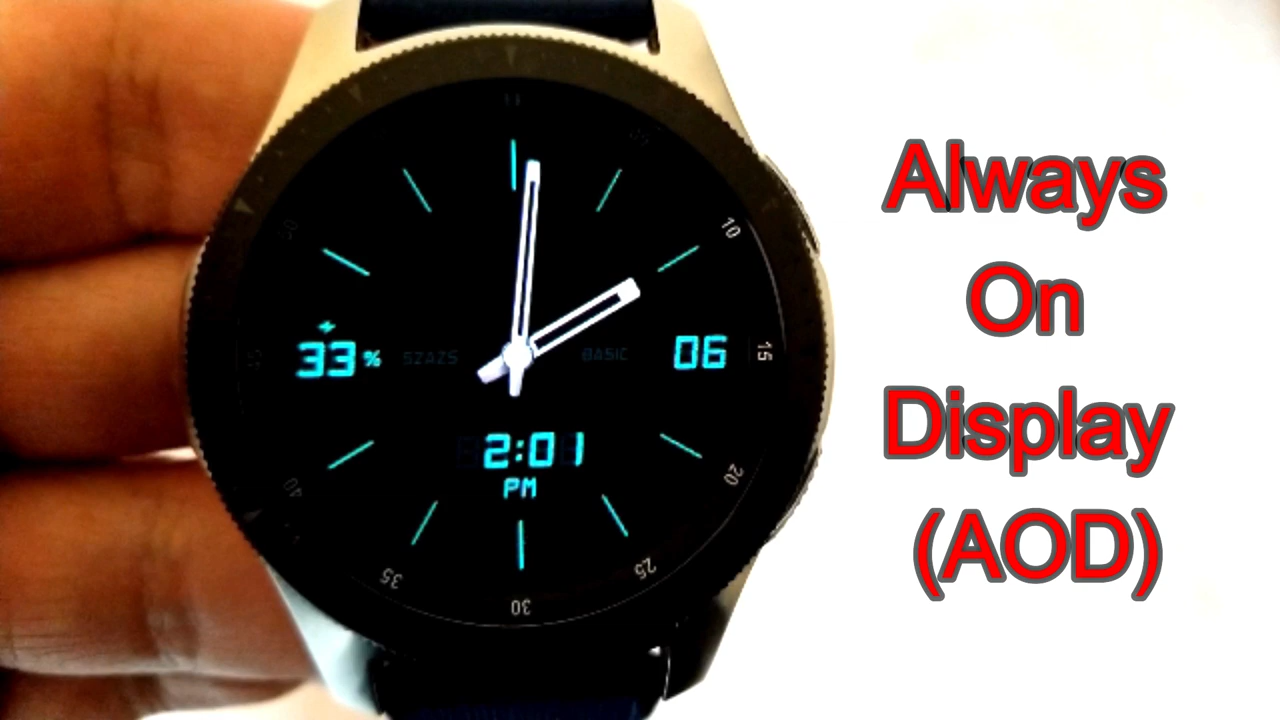 Always
On
Display
(AOD)
10
33% SZAZS BASIC 06 15
2:01
PM
20
40
25
35
30